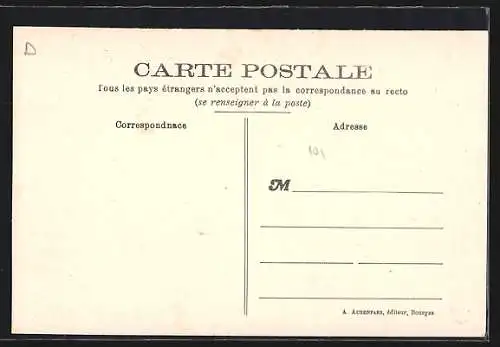 D
CARTE POSTALE
Tous les pays étrangers n'acceptent pas la correspondance au recto
(se renseigner à la poste)
Correspondnace
Adresse
M
A. AUXENFANS, éditeur, Bourges